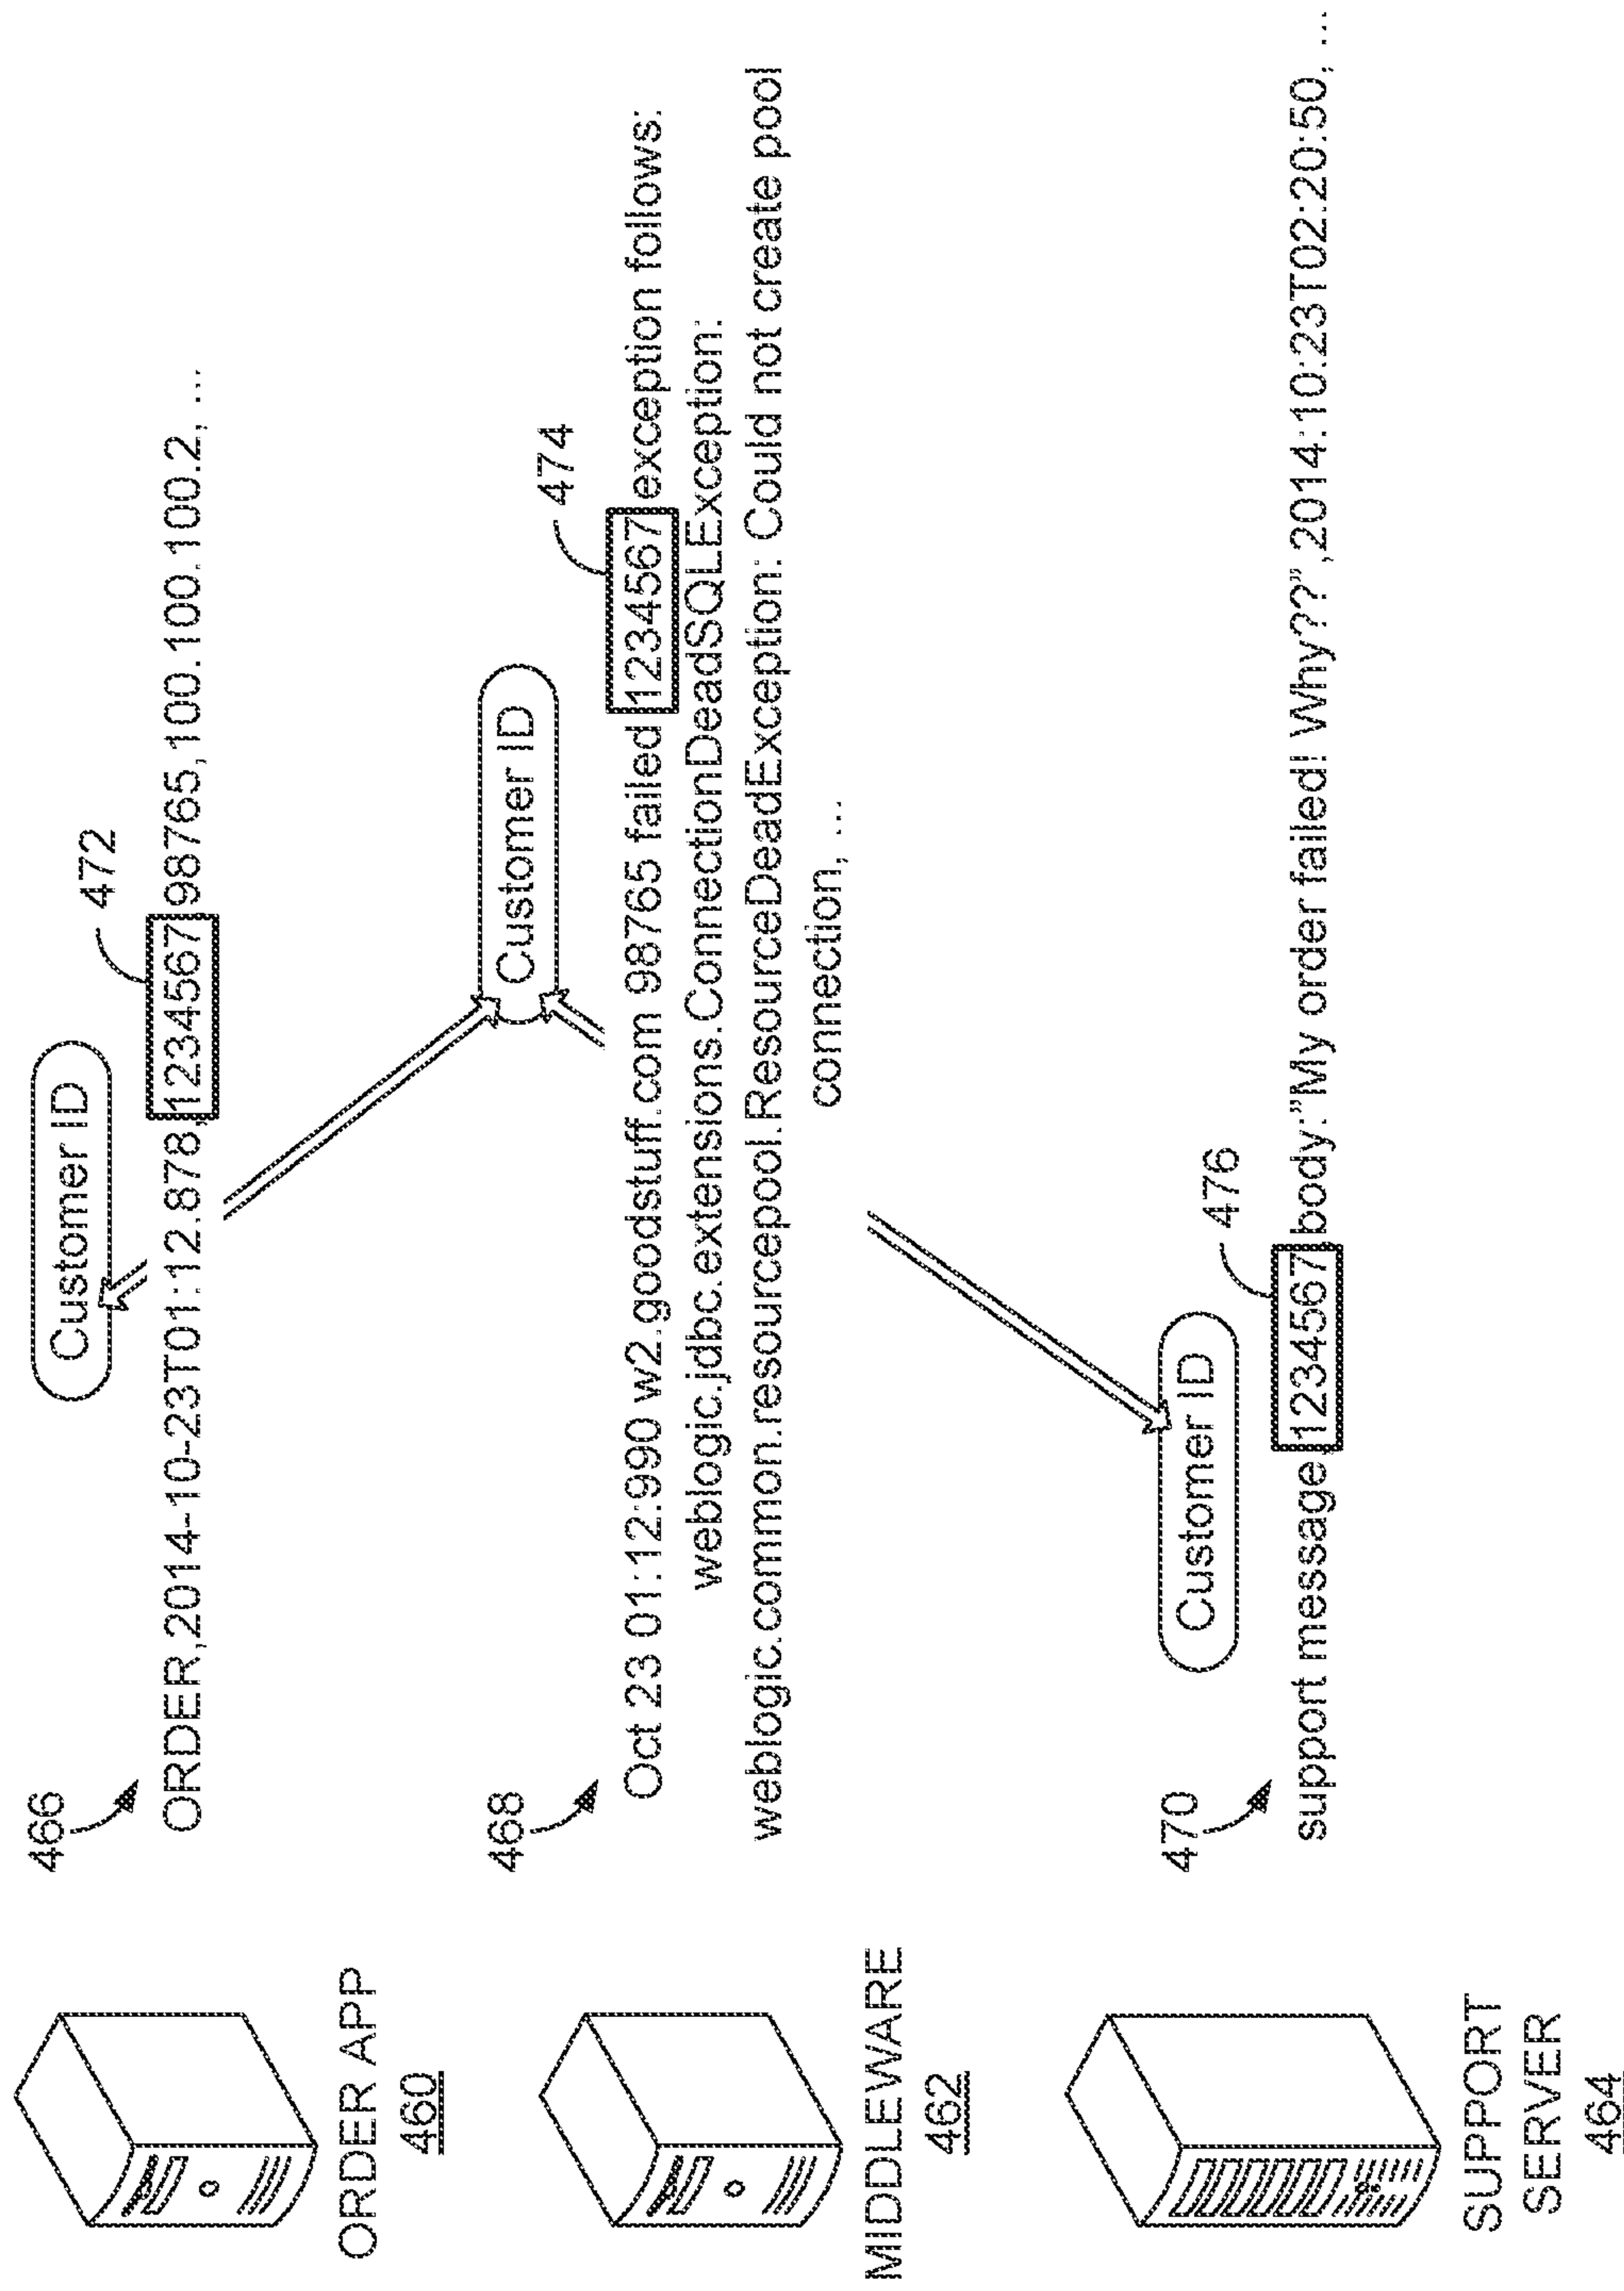 466
Customer ID
472
ORDER,2014-10-23T01:12.878,1234567,98765,100.100.100.2, ...
ORDER APP
460
468
Customer ID
474
Oct 23 01:12:990 w2.goodstuff.com 98765 failed 1234567 exception follows:
weblogic.jdbc.extensions.ConnectionDeadSQLException:
weblogic.common.resourcepool.ResourceDeadException: Could not create pool
connection, ...
MIDDLEWARE
462
470
Customer ID
476
support message,1234567,body:”My order failed! Why??”,2014:10:23T02:20:50, ...
SUPPORT
SERVER
464